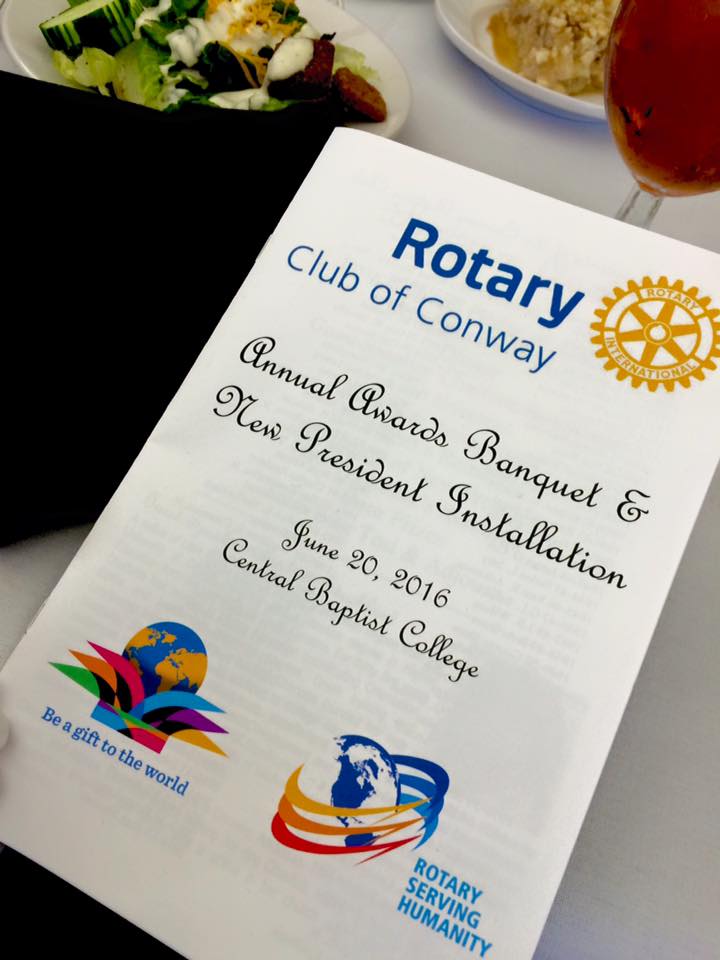 Rotary
Club of Conway
ROTARY
INTERNATIONAL
Annual Awards Banquet &
New President Installation
June 20, 2016
Central Baptist College
Be a gift to the world
ROTARY
SERVING
HUMANITY